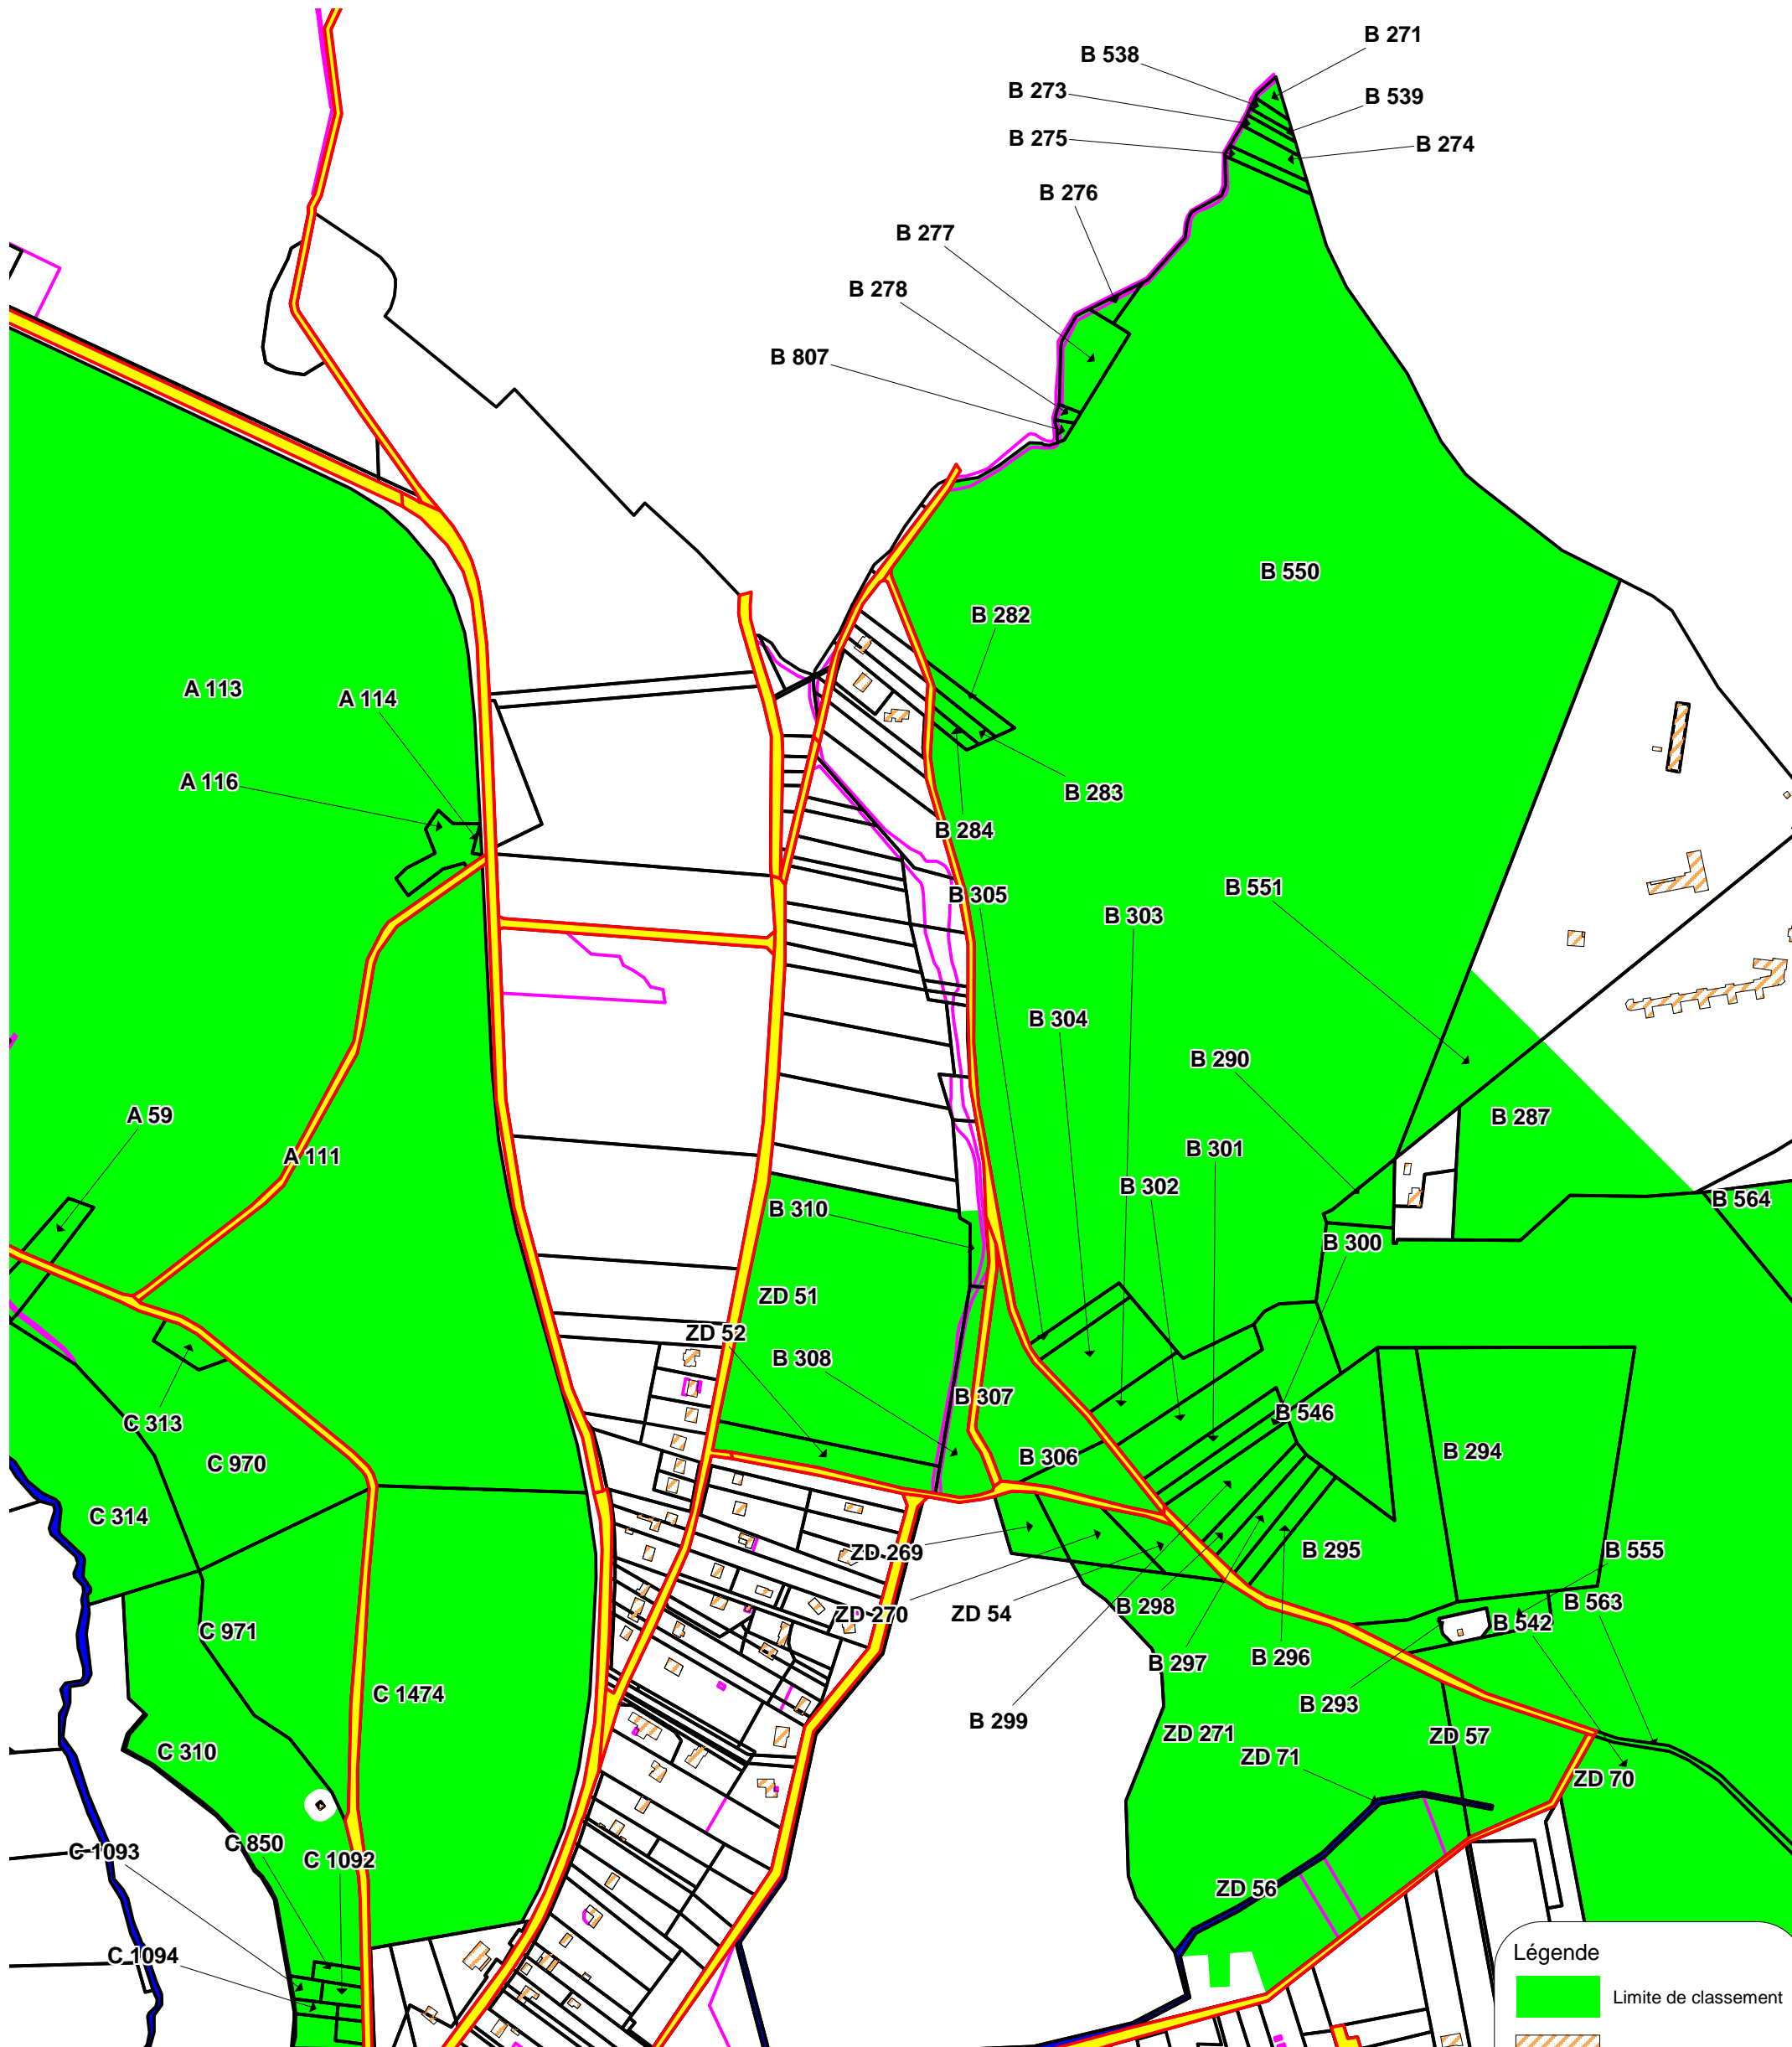 B 271
B 538
B 273
B 539
B 275
B 274
B 276
B 277
B 278
B 807
B 550
B 282
A 113
A 114
A 116
B 283
B 284
B 551
B 305
B 303
B 304
B 290
A 59
B 287
B 301
A 111
B 302
B 564
B 310
B 300
ZD 51
ZD 52
B 308
B 307
B 546
C 313
B 294
B 306
C 970
C 314
ZD 269
B 295
B 555
B 298
B 563
ZD 270
ZD 54
B 542
C 971
B 297
B 296
C 1474
B 293
B 299
ZD 271
ZD 57
C 310
ZD 71
ZD 70
C 850
C 1093
C 1092
ZD 56
C 1094
Légende
Limite de classement